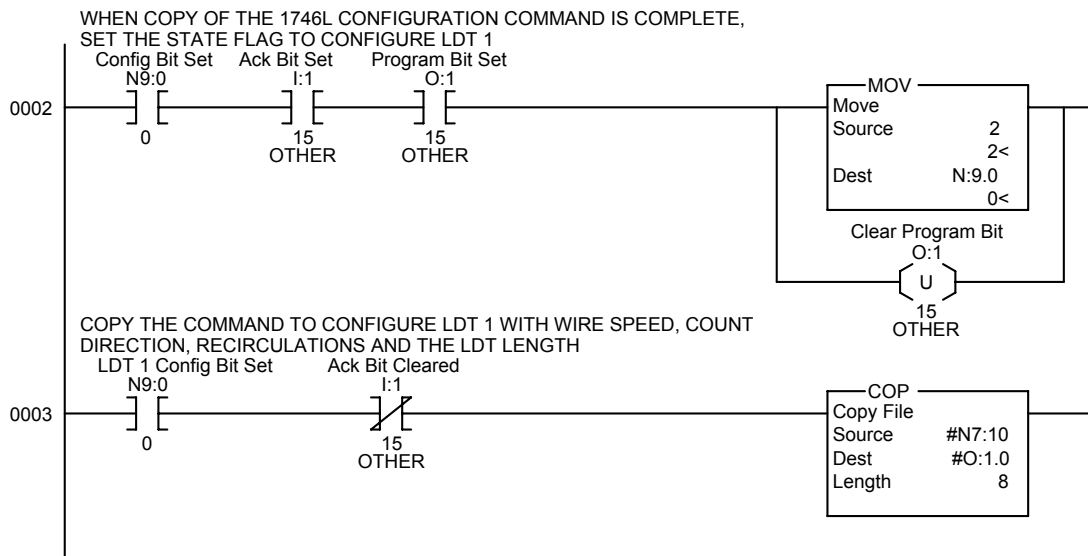 WHEN COPY OF THE 1746L CONFIGURATION COMMAND IS COMPLETE,
SET THE STATE FLAG TO CONFIGURE LDT 1
Config Bit Set Ack Bit Set Program Bit Set
N9:0 I:1 O:1
0002
0 15 15
OTHER OTHER
MOV
Move
Source 2
2<
Dest N:9.0
0<
Clear Program Bit
O:1
U
15
OTHER
COPY THE COMMAND TO CONFIGURE LDT 1 WITH WIRE SPEED, COUNT
DIRECTION, RECIRCULATIONS AND THE LDT LENGTH
LDT 1 Config Bit Set Ack Bit Cleared
N9:0 I:1
0003
0 15
OTHER
COP
Copy File
Source #N7:10
Dest #O:1.0
Length 8